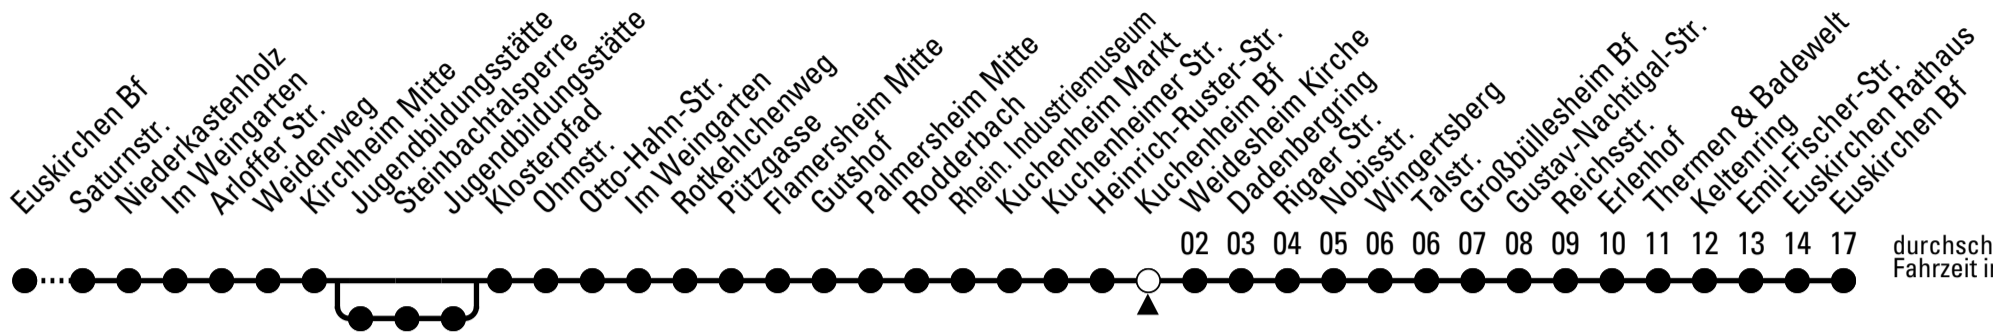 Euskirchen Bf
Saturnstr.
Niederkastenholz
Im Weingarten
Arloffer Str.
Weidenweg
Kirchheim Mitte
Jugendbildungsstätte
Steinbachtalsperre
Jugendbildungsstätte
Klosterpfad
Ohmstr.
Otto-Hahn-Str.
Im Weingarten
Rotkehlchenweg
Pützgasse
Flamersheim Mitte
Gutshof
Palmersheim Mitte
Rodderbach
Rhein. Industriemuseum
Kuchenheim Markt
Kuchenheimer Str.
Heinrich-Ruster-Str.
Kuchenheim Bf
Weidesheim Kirche
Dadenbergring
Rigaer Str.
Nobisstr.
Wingertsberg
Talstr.
Großbüllesheim Bf
Gustav-Nachtigal-Str.
Reichsstr.
Erlenhof
Thermen & Badewelt
Keltenring
Emil-Fischer-Str.
Euskirchen Rathaus
Euskirchen Bf
02 03 04 05 06 06 07 08 09 10 11 12 13 14 17
durchsch
Fahrzeit i